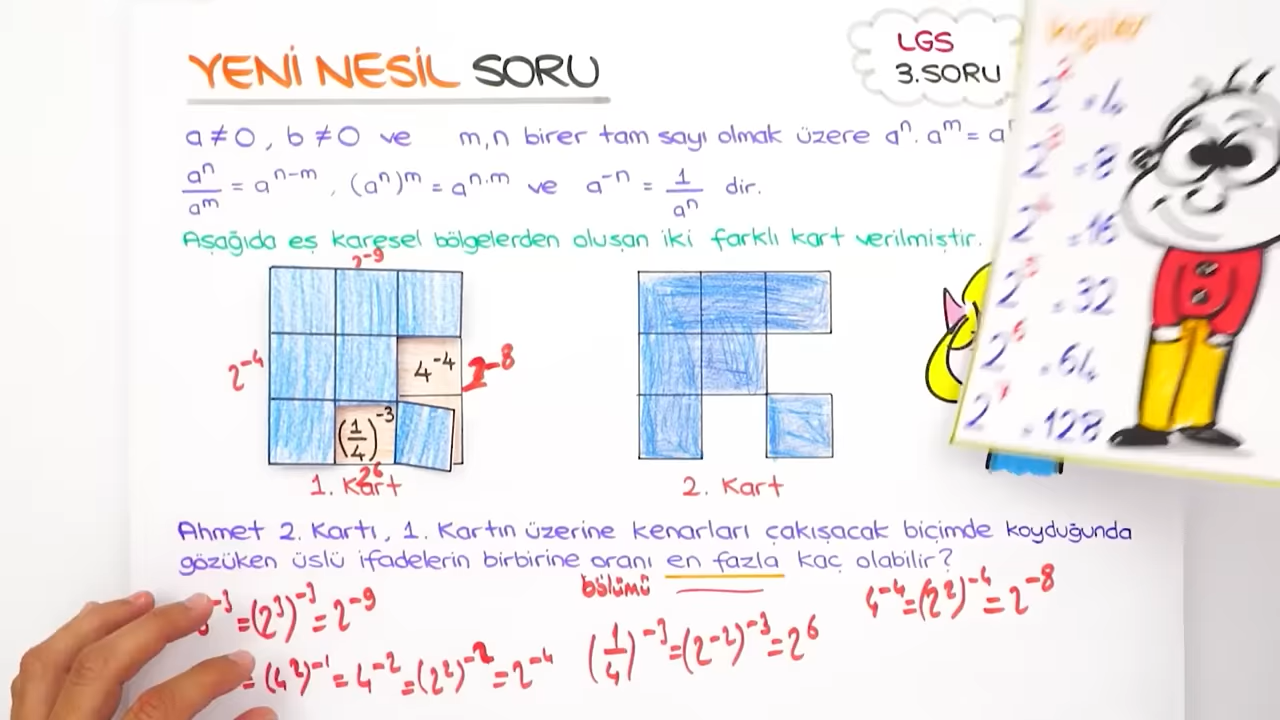 YENİ NESİL SORU
LGS
3.SORU
a≠0, b≠0 ve m,n birer tam sayı olmak üzere aⁿ.aᵐ=a
aⁿ/aᵐ = aⁿ⁻ᵐ, (aⁿ)ᵐ = aⁿ·ᵐ ve a⁻ⁿ = 1/aⁿ dir.
Aşağıda eş karesel bölgelerden oluşan iki farklı kart verilmiştir.
2⁻⁹
2⁻⁴
4⁻⁴
2⁻⁸
(1/4)⁻³
2⁶
1. Kart
2. Kart
2² = 4
2³ = 8
2⁴ = 16
2⁵ = 32
2⁶ = 64
2⁷ = 128
Ahmet 2. Kartı, 1. Kartın üzerine kenarları çakışacak biçimde koyduğunda
gözüken üslü ifadelerin birbirine oranı en fazla kaç olabilir?
bölümü
⁻³ = (2³)⁻³ = 2⁻⁹
= (4²)⁻¹ = 4⁻² = (2²)⁻² = 2⁻⁴
(1/4)⁻³ = (2⁻²)⁻³ = 2⁶
4⁻⁴ = (2²)⁻⁴ = 2⁻⁸